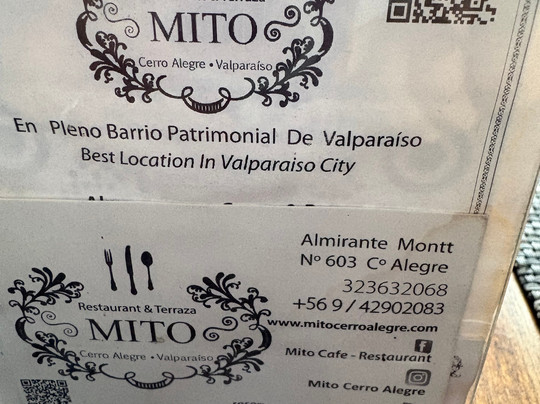 MITO
Cerro Alegre • Valparaíso
En Pleno Barrio Patrimonial De Valparaíso
Best Location In Valparaiso City
Almirante Montt
Nº 603 Cº Alegre
323632068
+56 9 / 42902083
www.mitocerroalegre.com
Mito Cafe - Restaurant
Mito Cerro Alegre
Restaurant & Terraza
MITO
Cerro Alegre • Valparaíso